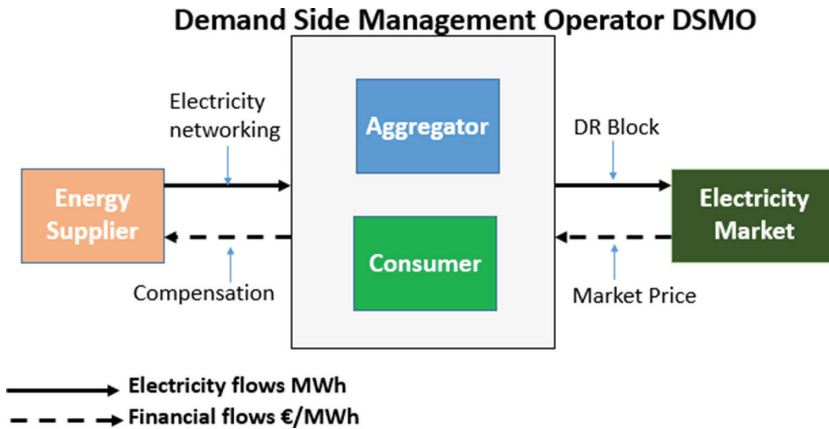 Demand Side Management Operator DSMO
Electricity
networking
Aggregator
DR Block
Energy
Supplier
Electricity
Market
Consumer
Compensation
Market Price
Electricity flows MWh
Financial flows €/MWh